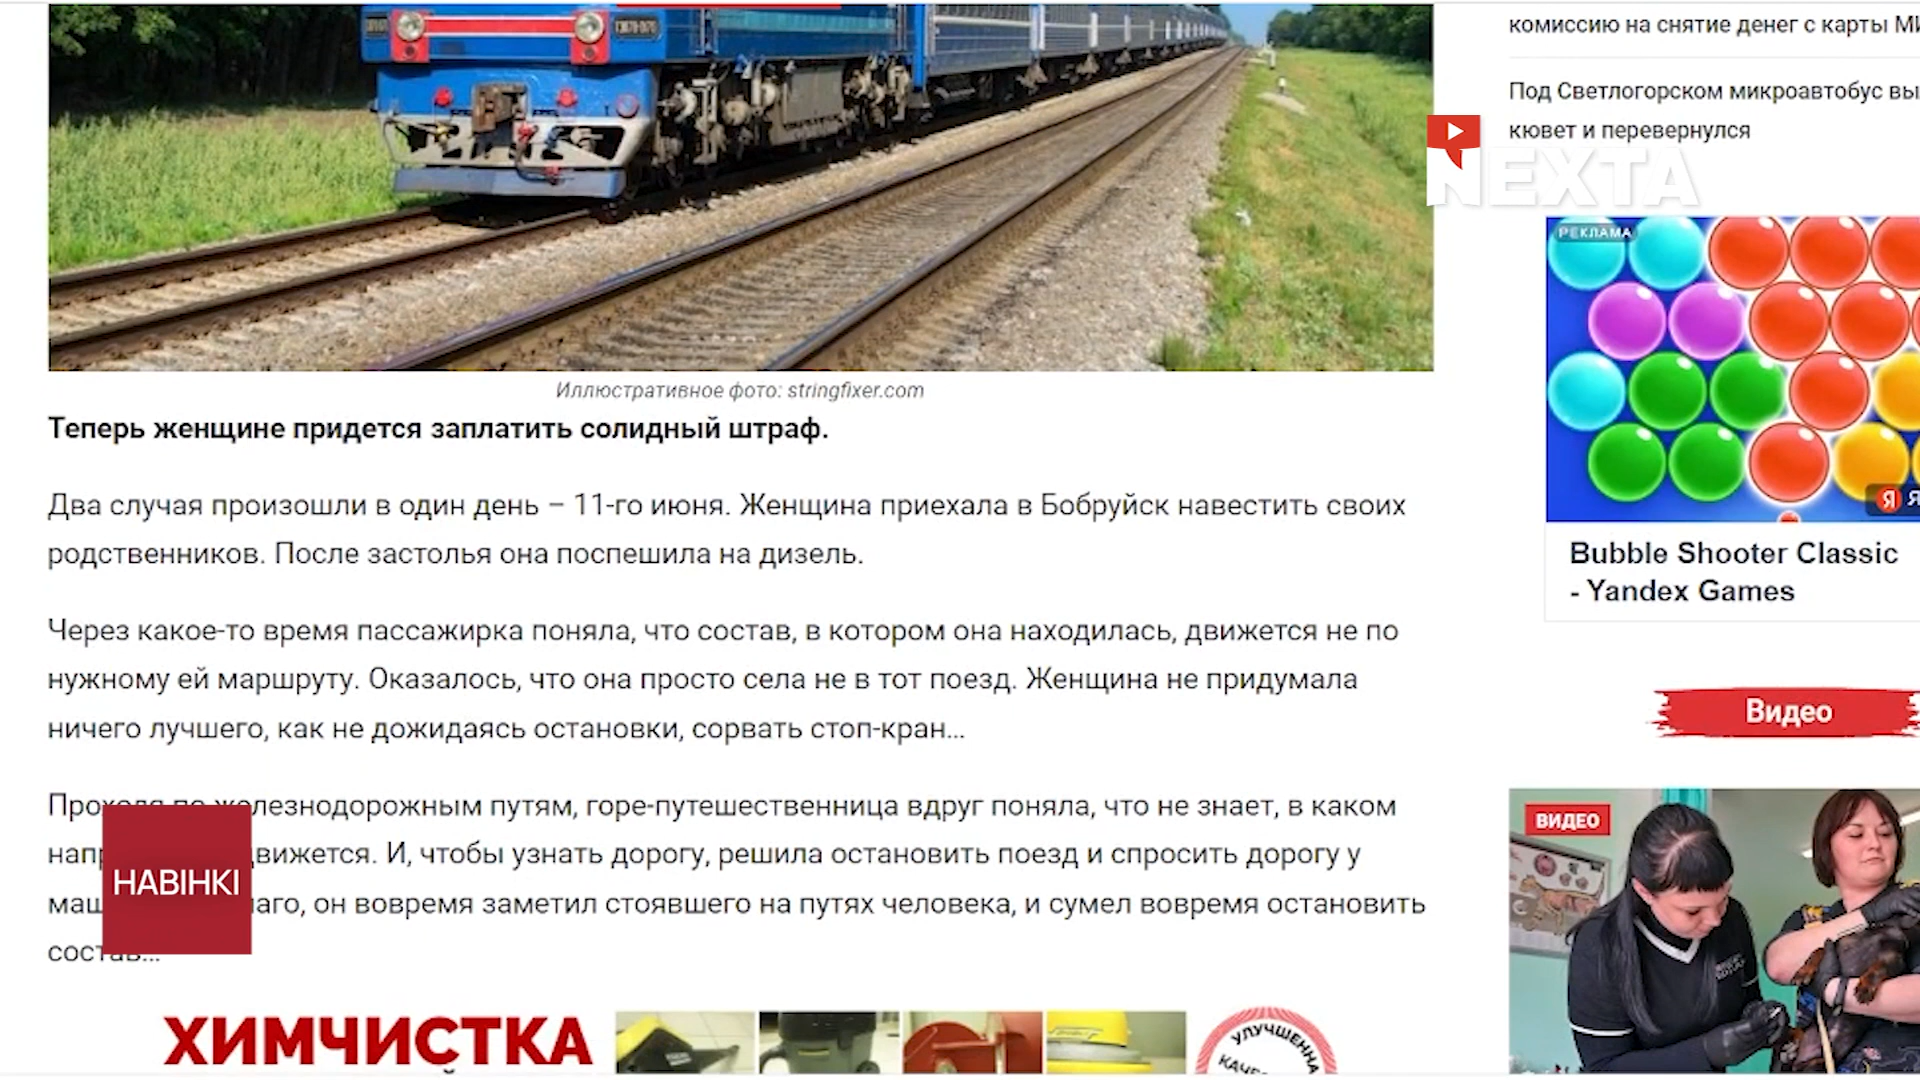 Иллюстративное фото: stringfixer.com
Теперь женщине придется заплатить солидный штраф.
Два случая произошли в один день – 11-го июня. Женщина приехала в Бобруйск навестить своих
родственников. После застолья она поспешила на дизель.
Через какое-то время пассажирка поняла, что состав, в котором она находилась, движется не по
нужному ей маршруту. Оказалось, что она просто села не в тот поезд. Женщина не придумала
ничего лучшего, как не дожидаясь остановки, сорвать стоп-кран...
Проходя по железнодорожным путям, горе-путешественница вдруг поняла, что не знает, в каком
движется. И, чтобы узнать дорогу, решила остановить поезд и спросить дорогу у
он вовремя заметил стоявшего на путях человека, и сумел вовремя остановить
состав...
НАВІНКІ
ХИМЧИСТКА
УЛУЧШЕННА
комиссию на снятие денег с карты МИ
Под Светлогорском микроавтобус вы
кювет и перевернулся
NEXTA
РЕКЛАМА
Я Я
Bubble Shooter Classic
- Yandex Games
Видео
ВИДЕО